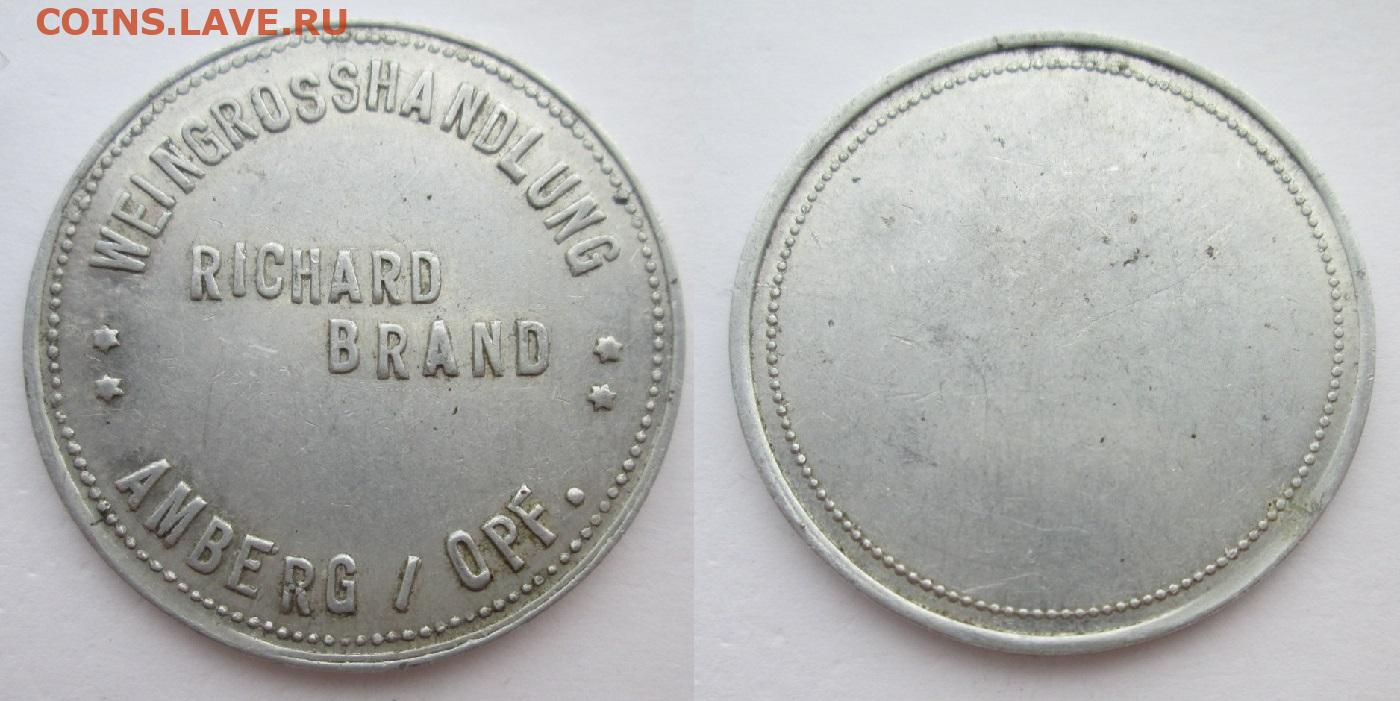 COINS.LAVE.RU
WEINGROSSHANDLUNG
RICHARD
BRAND
AMBERG / OPF.